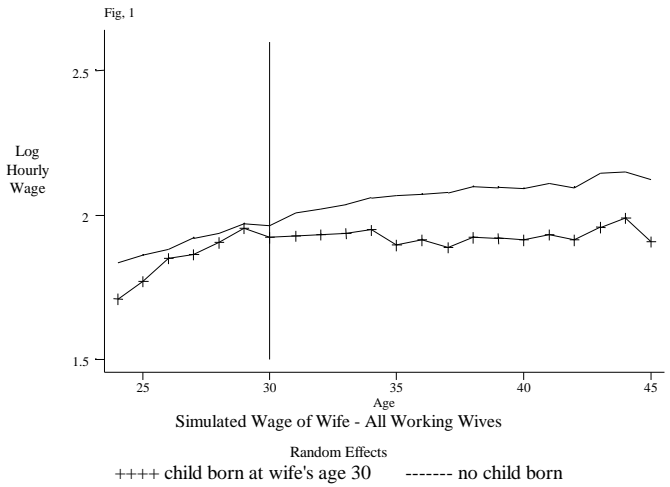 Fig, 1
2.5
Log
Hourly
Wage
2
1.5
25 30 35 40 45
Age
Simulated Wage of Wife - All Working Wives
Random Effects
++++ child born at wife's age 30 ------- no child born